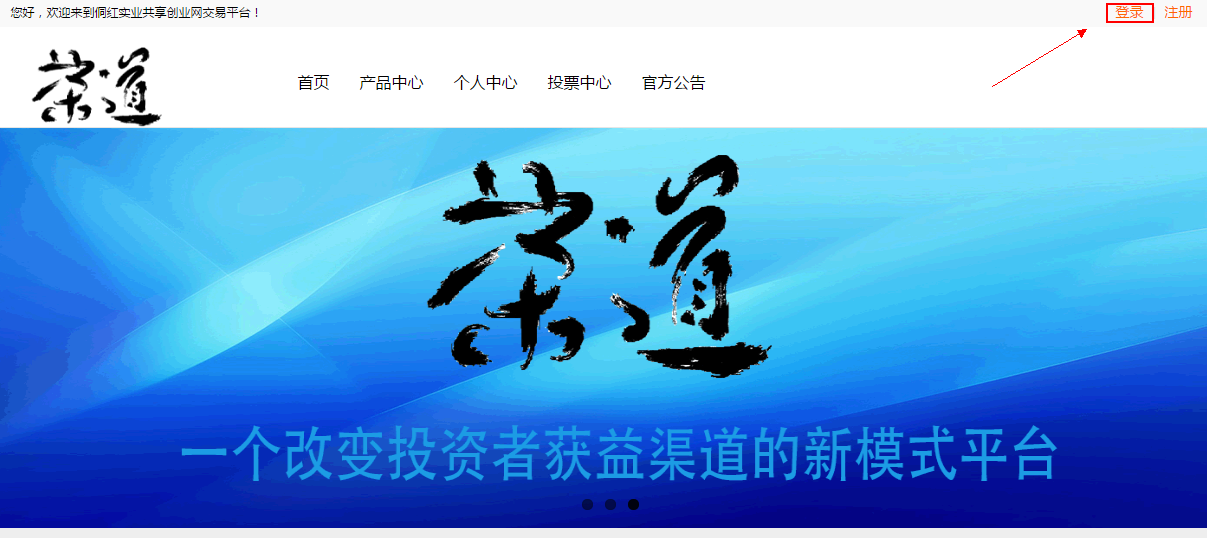 您好，欢迎来到侗红实业共享创业网交易平台！
登录 注册
茶道
首页 产品中心 个人中心 投票中心 官方公告
茶道
一个改变投资者获益渠道的新模式平台